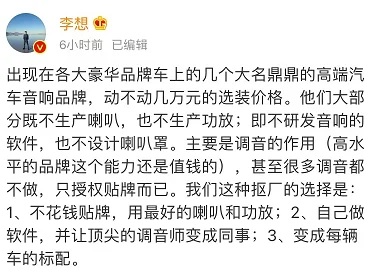 李想
6小时前 已编辑
出现在各大豪华品牌车上的几个大名鼎鼎的高端汽
车音响品牌，动不动几万元的选装价格。他们大部
分既不生产喇叭，也不生产功放；即不研发音响的
软件，也不设计喇叭罩。主要是调音的作用（高水
平的品牌这个能力还是值钱的），甚至很多调音都
不做，只授权贴牌而已。我们这种抠厂的选择是：
1、不花钱贴牌，用最好的喇叭和功放；2、自己做
软件，并让顶尖的调音师变成同事；3、变成每辆
车的标配。